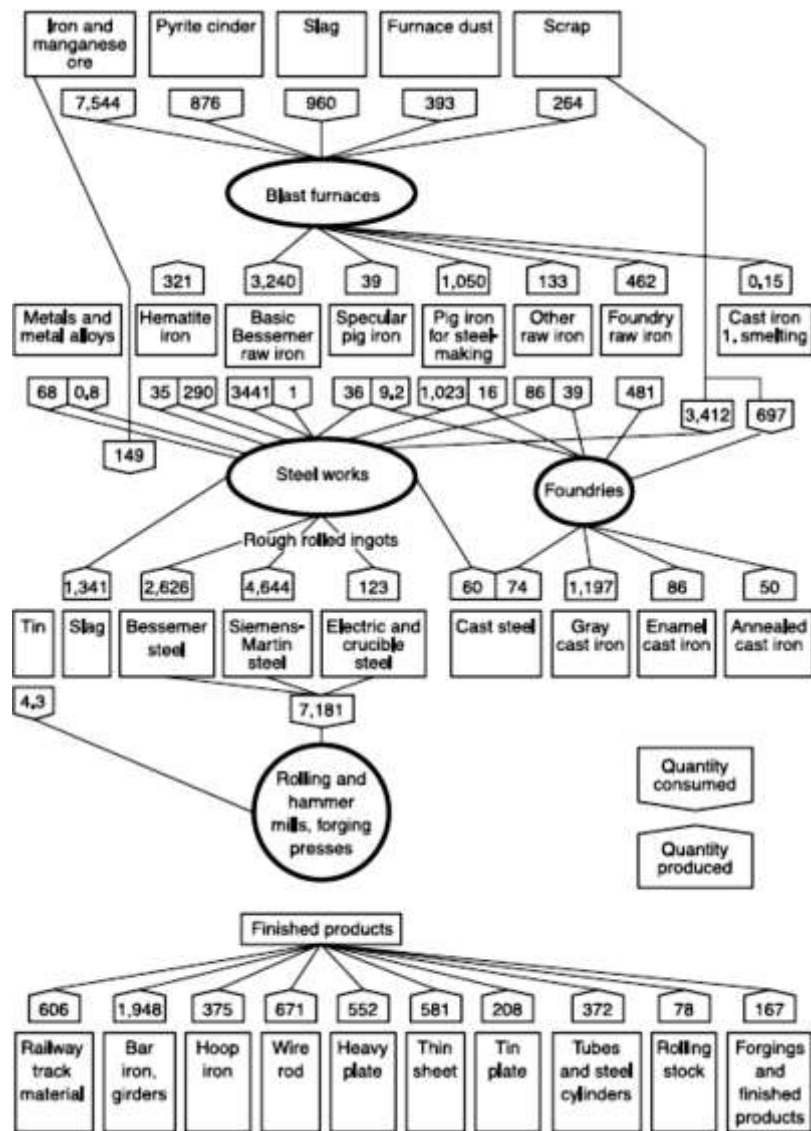 Iron and
manganese
ore
Pyrite cinder
Slag
Furnace dust
Scrap
7,544
876
960
393
264
Blast furnaces
321
3,240
39
1,050
133
462
0.15
Metals and
metal alloys
Hematite
iron
Basic
Bessemer
raw iron
Specular
pig iron
Pig iron
for steel-
making
Other
raw iron
Foundry
raw iron
Cast iron
1. smelting
68 0.8
35 290
3441 1
36 9.2
1,023 16
86 39
481
3,412
697
149
Steel works
Foundries
Rough rolled ingots
1,341
2,626
4,644
123
60 74
1,197
86
50
Tin
Slag
Bessemer
steel
Siemens-
Martin
steel
Electric and
crucible
steel
Cast steel
Gray
cast iron
Enamel
cast iron
Annealed
cast iron
4.3
7,181
Rolling and
hammer
mills, forging
presses
Quantity
consumed
Quantity
produced
Finished products
606
1,948
375
671
552
581
208
372
78
167
Railway
track
material
Bar
iron,
girders
Hoop
iron
Wire
rod
Heavy
plate
Thin
sheet
Tin
plate
Tubes
and steel
cylinders
Rolling
stock
Forgings
and
finished
products